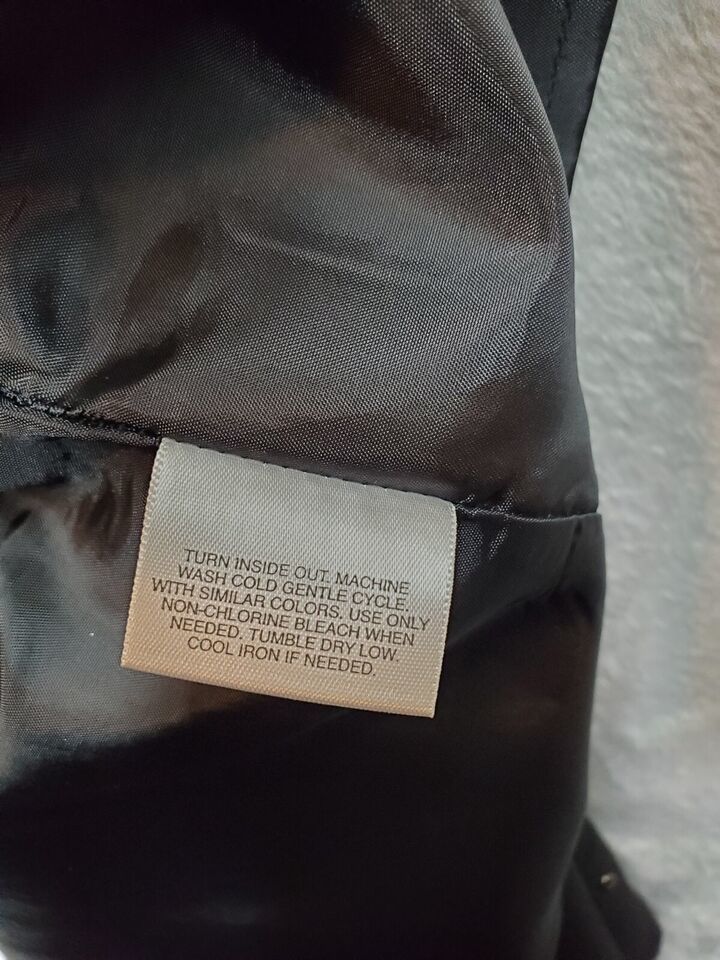 TURN INSIDE OUT. MACHINE
WASH COLD GENTLE CYCLE.
WITH SIMILAR COLORS. USE ONLY
NON-CHLORINE BLEACH WHEN
NEEDED. TUMBLE DRY LOW.
COOL IRON IF NEEDED.